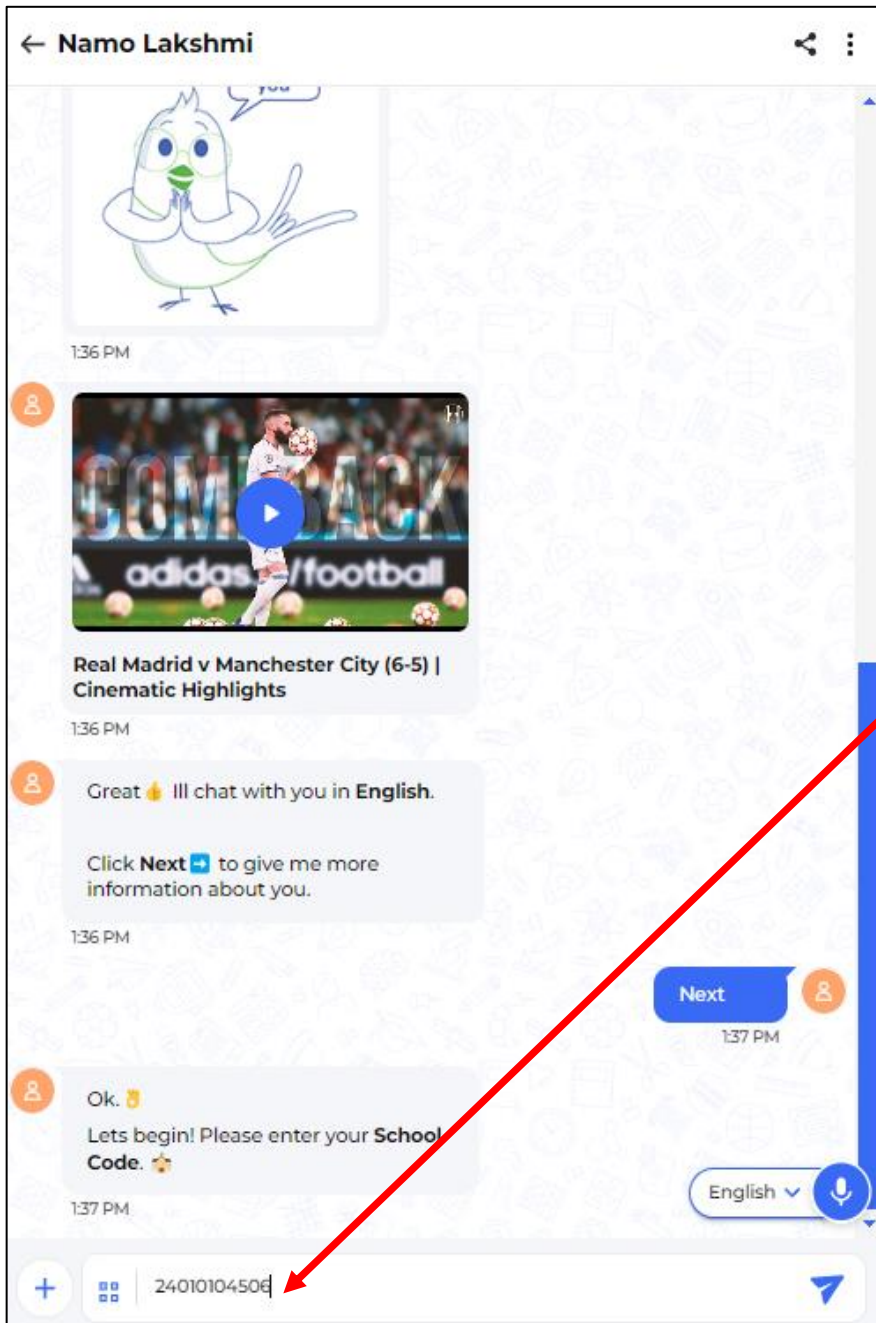 Namo Lakshmi
you
1:36 PM
COMEBACK
adidas /football
Real Madrid v Manchester City (6-5) |
Cinematic Highlights
1:36 PM
Great 👍 Ill chat with you in English.
Click Next ➡️ to give me more
information about you.
1:36 PM
Next
1:37 PM
Ok. 👌
Lets begin! Please enter your School
Code. 🏫
1:37 PM
English
24010104506